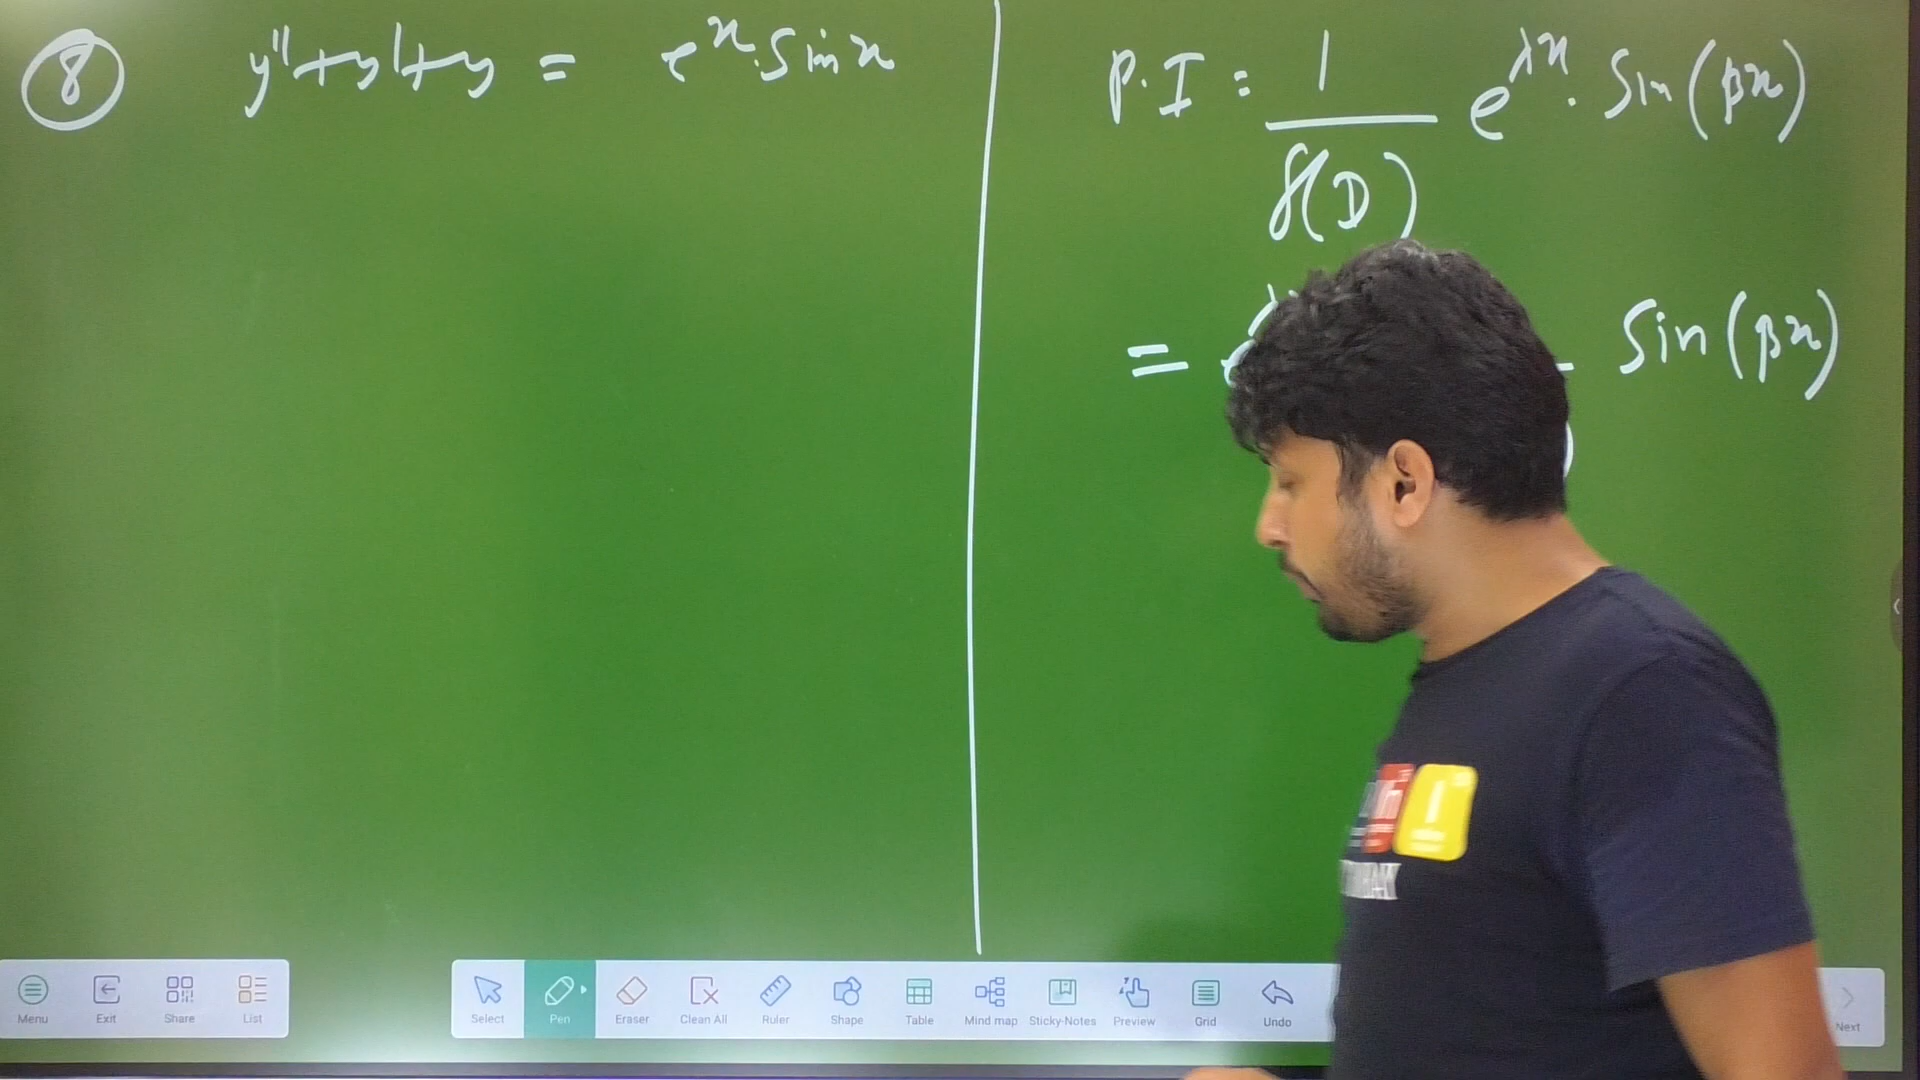 8 y''+y'+y = e^x.Sinx
P.I = 1/f(D) e^λx . Sin(βx)
= Sin(βx)
Menu Exit Share List Select Pen Eraser Clean All Ruler Shape Table Mind map Sticky-Notes Preview Grid Undo Next